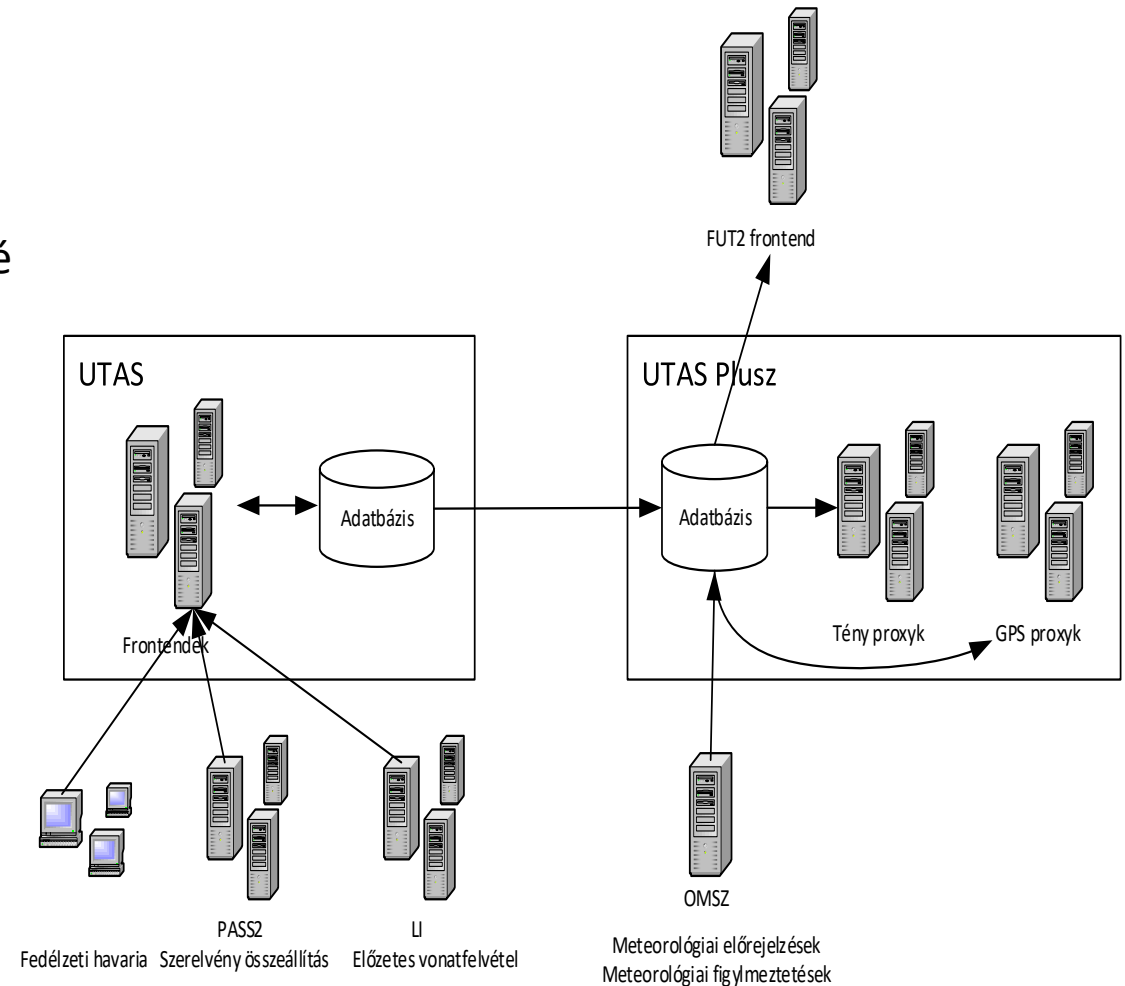 FUT2 frontend
é
UTAS
UTAS Plusz
Adatbázis
Adatbázis
Frontendek
Tény proxyk
GPS proxyk
PASS2
LI
OMSZ
Fedélzeti havaria
Szerelvény összeállítás
Előzetes vonatfelvétel
Meteorológiai előrejelzések
Meteorológiai figylmeztetések